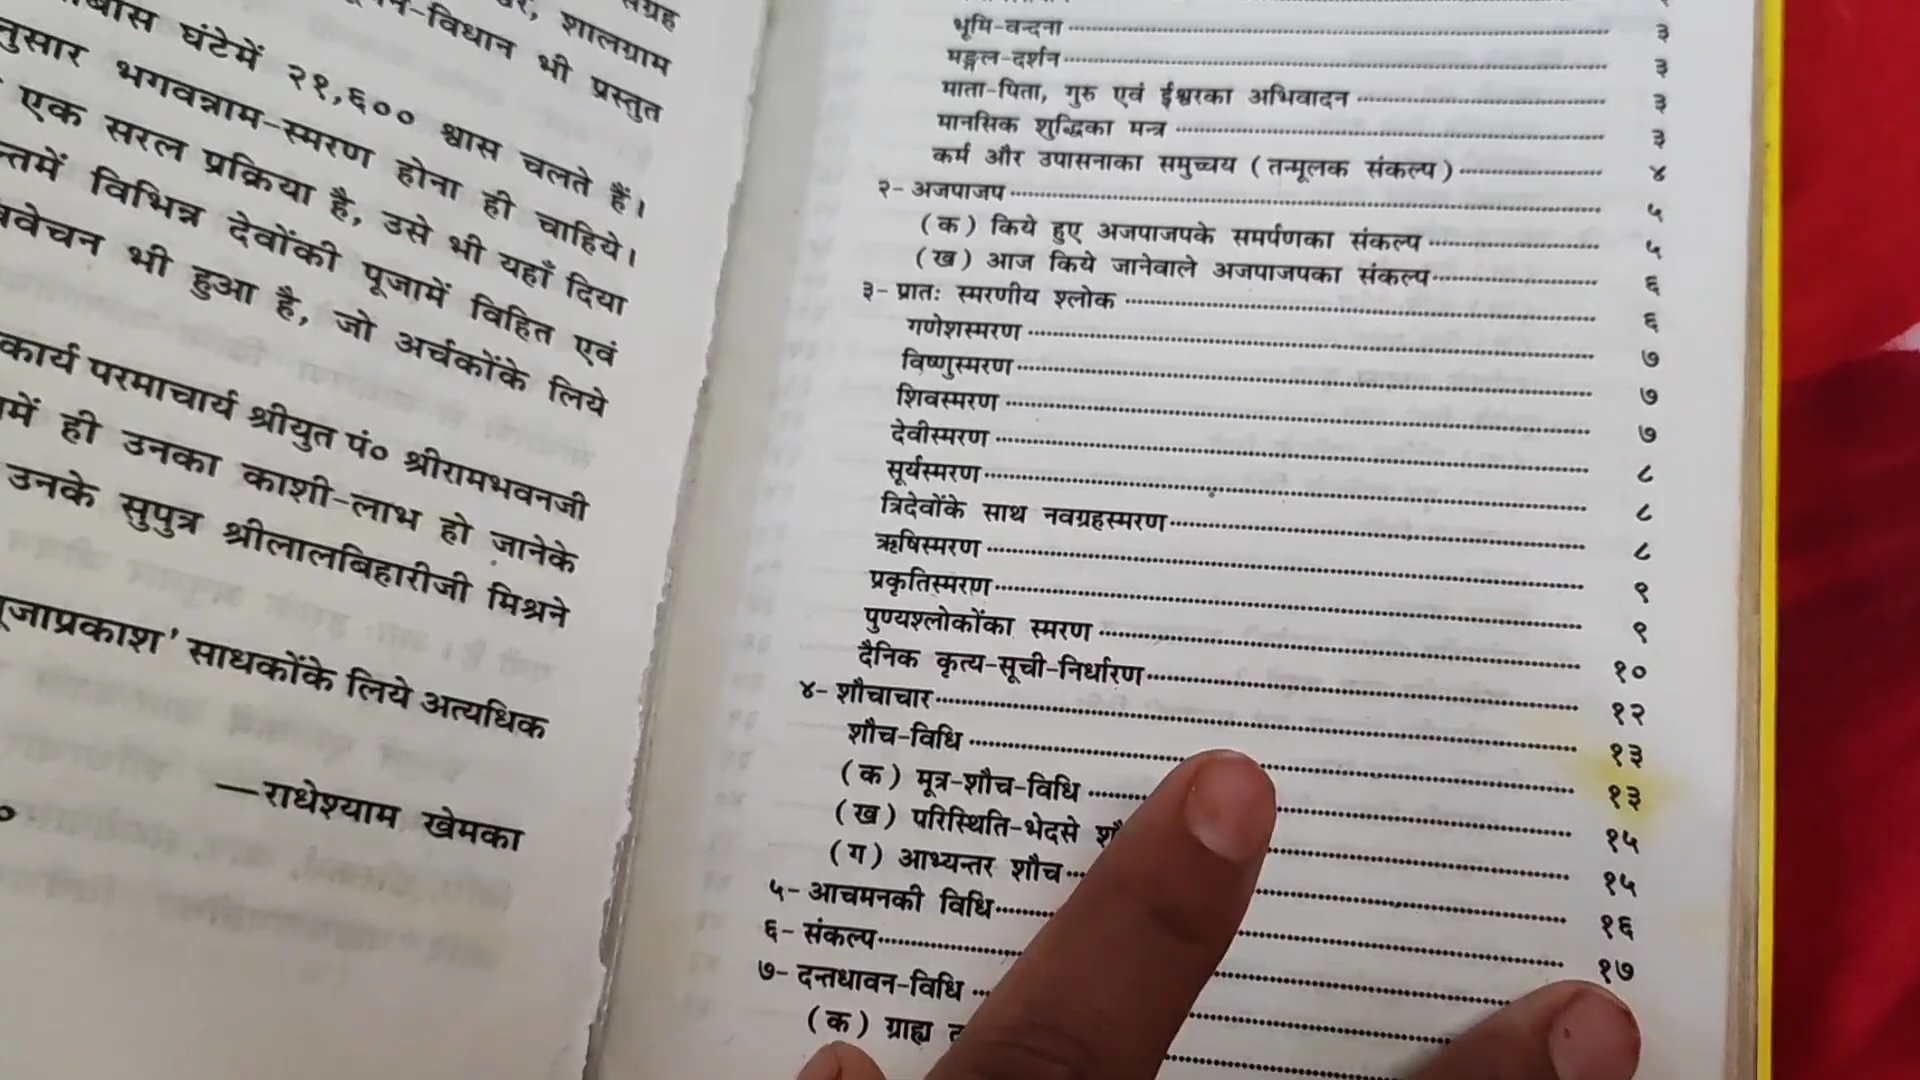 संग्रह
शालग्राम
-विधान भी प्रस्तुत
घंटेमें २१,६०० श्वास चलते हैं।
नुसार भगवन्नाम-स्मरण होना ही चाहिये।
एक सरल प्रक्रिया है, उसे भी यहाँ दिया
न्तमें विभिन्न देवोंकी पूजामें विहित एवं
वेचन भी हुआ है, जो अर्चकोंके लिये
कार्य परमाचार्य श्रीयुत पं० श्रीरामभवनजी
में ही उनका काशी-लाभ हो जानेके
उनके सुपुत्र श्रीलालबिहारीजी मिश्रने
पूजाप्रकाश' साधकोंके लिये अत्यधिक
—राधेश्याम खेमका
भूमि-वन्दना ........ ३
मङ्गल-दर्शन ........ ३
माता-पिता, गुरु एवं ईश्वरका अभिवादन ........ ३
मानसिक शुद्धिका मन्त्र ........ ३
कर्म और उपासनाका समुच्चय (तन्मूलक संकल्प) ........ ४
२- अजपाजप ........ ५
(क) किये हुए अजपाजपके समर्पणका संकल्प ........ ५
(ख) आज किये जानेवाले अजपाजपका संकल्प ........ ६
३- प्रातः स्मरणीय श्लोक ........ ६
गणेशस्मरण ........ ७
विष्णुस्मरण ........ ७
शिवस्मरण ........ ७
देवीस्मरण ........ ८
सूर्यस्मरण ........ ८
त्रिदेवोंके साथ नवग्रहस्मरण ........ ८
ऋषिस्मरण ........ ९
प्रकृतिस्मरण ........ ९
पुण्यश्लोकोंका स्मरण ........ १०
दैनिक कृत्य-सूची-निर्धारण ........ १२
४- शौचाचार ........ १३
शौच-विधि ........ १३
(क) मूत्र-शौच-विधि ........ १५
(ख) परिस्थिति-भेदसे ........ १५
(ग) आभ्यन्तर शौच ........ १६
५- आचमनकी विधि ........ १७
६- संकल्प ........
७- दन्तधावन-विधि ........
(क) ग्राह्य